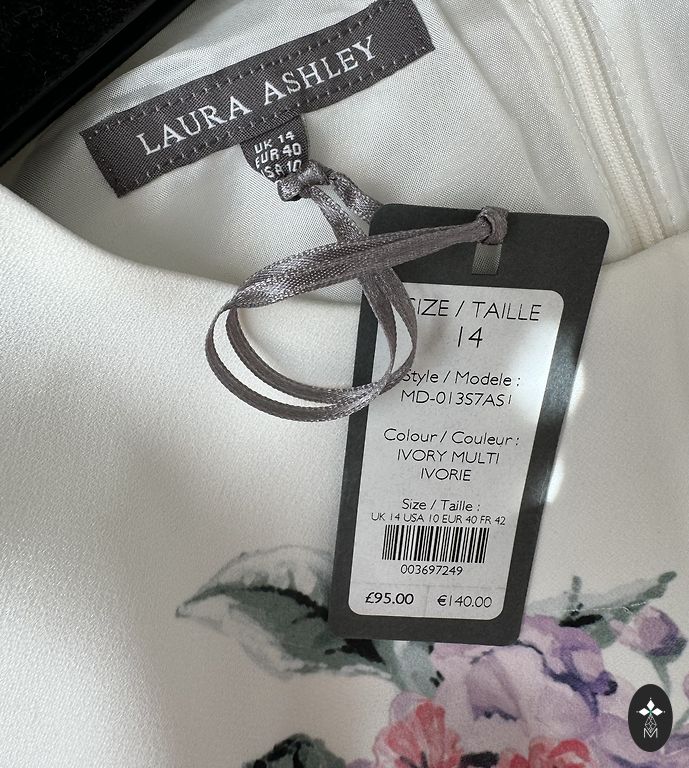 LAURA ASHLEY
UK 14
EUR 40
USA 10
SIZE / TAILLE
14
Style / Modele :
MD-013S7AS1
Colour / Couleur :
IVORY MULTI
IVORIE
Size / Taille :
UK 14 USA 10 EUR 40 FR 42
003697249
£95.00 €140.00
M